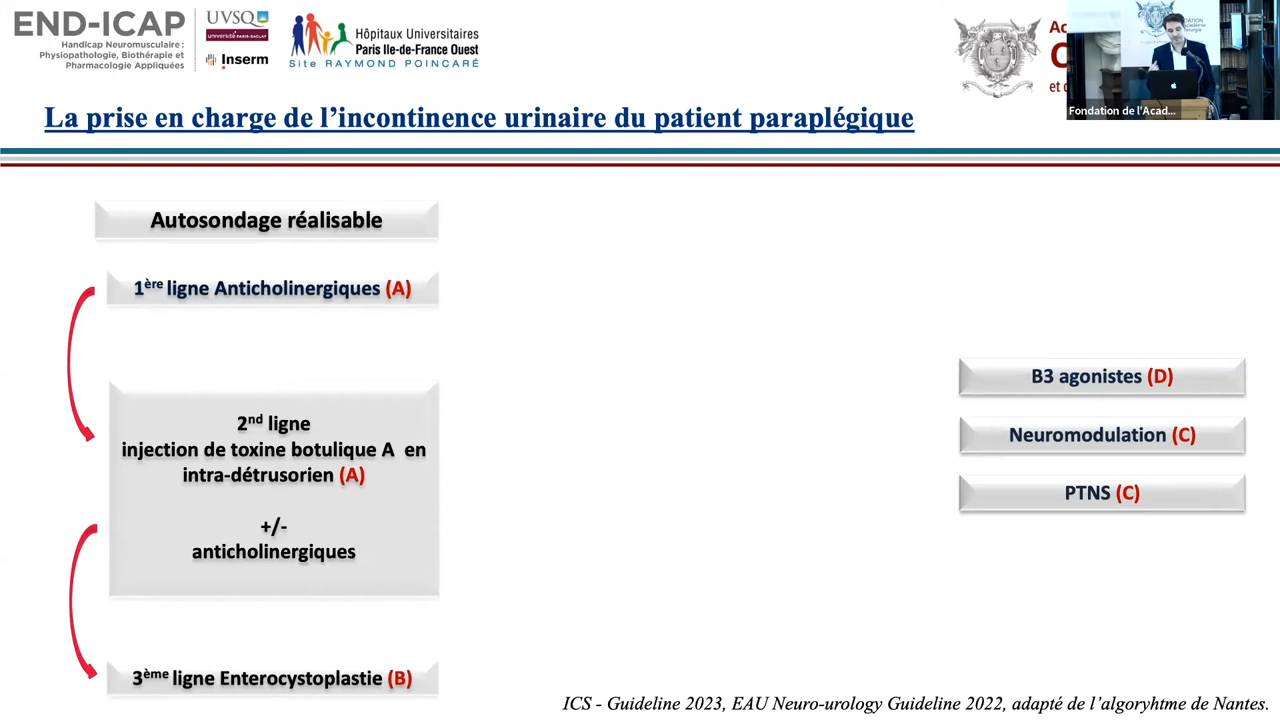 END-ICAP
Handicap Neuromusculaire :
Physiopathologie, Biothérapie et
Pharmacologie Appliquées
UVSQ
université PARIS-SACLAY
Inserm
Hôpitaux Universitaires
Paris Ile-de-France Ouest
Site RAYMOND POINCARÉ
Fondation de l'Acad...
La prise en charge de l’incontinence urinaire du patient paraplégique
Autosondage réalisable
1ère ligne Anticholinergiques (A)
2nd ligne
injection de toxine botulique A en
intra-détrusorien (A)
+/-
anticholinergiques
3ème ligne Enterocystoplastie (B)
B3 agonistes (D)
Neuromodulation (C)
PTNS (C)
ICS - Guideline 2023, EAU Neuro-urology Guideline 2022, adapté de l’algoryhtme de Nantes.